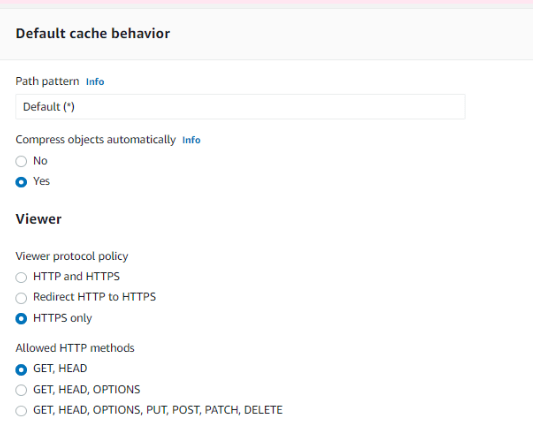 Default cache behavior
Path pattern Info
Default (*)
Compress objects automatically Info
No
Yes
Viewer
Viewer protocol policy
HTTP and HTTPS
Redirect HTTP to HTTPS
HTTPS only
Allowed HTTP methods
GET, HEAD
GET, HEAD, OPTIONS
GET, HEAD, OPTIONS, PUT, POST, PATCH, DELETE